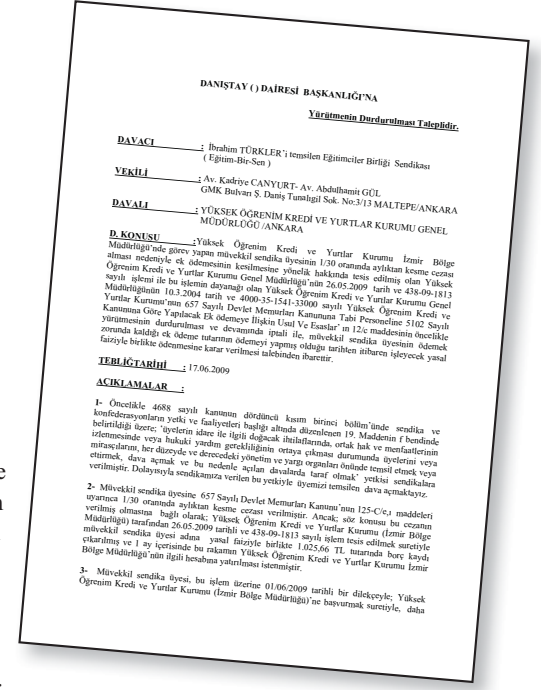 DANIŞTAY ( ) DAİRESİ BAŞKANLIĞI'NA
Yürütmenin Durdurulması Taleplidir.
DAVACI : İbrahim TÜRKLER'i temsilen Eğitimciler Birliği Sendikası
( Eğitim-Bir-Sen )
VEKİLİ : Av. Kadriye CANYURT- Av. Abdulhamit GÜL
GMK Bulvarı Ş. Daniş Tunalıgil Sok. No:3/13 MALTEPE/ANKARA
DAVALI : YÜKSEK ÖĞRENİM KREDİ VE YURTLAR KURUMU GENEL
MÜDÜRLÜĞÜ /ANKARA
D. KONUSU :Yüksek Öğrenim Kredi ve Yurtlar Kurumu İzmir Bölge
Müdürlüğü'nde görev yapan müvekkil sendika üyesinin 1/30 oranında aylıktan kesme cezası
alması nedeniyle ek ödemesinin kesilmesine yönelik hakkında tesis edilmiş olan Yüksek
Öğrenim Kredi ve Yurtlar Kurumu Genel Müdürlüğü'nün 26.05.2009 tarih ve 438-09-1813
sayılı işlemi ile bu işlemin dayanağı olan Yüksek Öğrenim Kredi ve Yurtlar Kurumu Genel
Müdürlüğünün 10.3.2004 tarih ve 4000-35-1541-33000 sayılı Yüksek Öğrenim Kredi ve
Yurtlar Kurumu'nun 657 Sayılı Devlet Memurları Kanununa Tabi Personeline 5102 Sayılı
Kanununa Göre Yapılacak Ek ödemeye İlişkin Usul Ve Esaslar' ın 12/c maddesinin öncelikle
yürütmesinin durdurulması ve devamında iptali ile, müvekkil sendika üyesinin ödemek
zorunda kaldığı ek ödeme tutarının ödemeyi yapmış olduğu tarihten itibaren işleyecek yasal
faiziyle birlikte ödenmesine karar verilmesi talebinden ibarettir.
TEBLİĞTARİHİ : 17.06.2009
AÇIKLAMALAR :
1- Öncelikle 4688 sayılı kanunun dördüncü kısım birinci bölüm'ünde sendika ve
konfederasyonların yetki ve faaliyetleri başlığı altında düzenlenen 19. Maddenin f bendinde
belirtildiği üzere; 'üyelerin idare ile ilgili doğacak ihtilaflarında, ortak hak ve menfaatlerinin
izlenmesinde veya hukuki yardım gerekliliğinin ortaya çıkması durumunda üyelerini veya
mirasçılarını, her düzeyde ve derecedeki yönetim ve yargı organları önünde temsil etmek veya
ettirmek, dava açmak ve bu nedenle açılan davalarda taraf olmak' yetkisi sendikalara
verilmiştir. Dolayısıyla sendikamıza verilen bu yetkiyle üyemizi temsilen dava açmaktayız.
2- Müvekkil sendika üyesine 657 Sayılı Devlet Memurları Kanunu'nun 125-C/e,ı maddeleri
uyarınca 1/30 oranında aylıktan kesme cezası verilmiştir. Ancak; söz konusu bu cezanın
verilmiş olmasına bağlı olarak; Yüksek Öğrenim Kredi ve Yurtlar Kurumu (İzmir Bölge
Müdürlüğü) tarafından 26.05.2009 tarihli ve 438-09-1813 sayılı işlem tesis edilmek suretiyle
müvekkil sendika üyesi adına yasal faiziyle birlikte 1.025,66 TL tutarında borç kaydı
çıkarılmış ve 1 ay içerisinde bu rakamın Yüksek Öğrenim Kredi ve Yurtlar Kurumu İzmir
Bölge Müdürlüğü'nün ilgili hesabına yatırılması istenmiştir.
3- Müvekkil sendika üyesi, bu işlem üzerine 01/06/2009 tarihli bir dilekçeyle; Yüksek
Öğrenim Kredi ve Yurtlar Kurumu (İzmir Bölge Müdürlüğü)'ne başvurmak suretiyle, daha